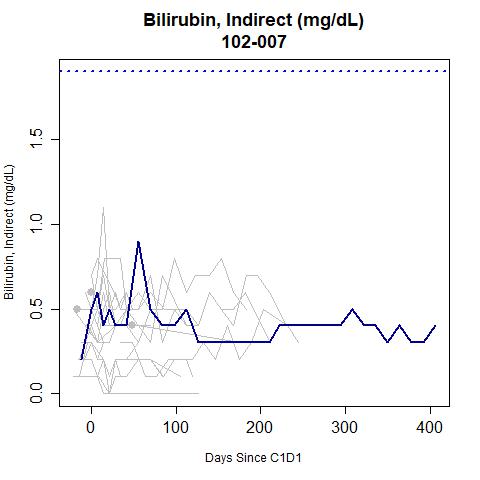 Bilirubin, Indirect (mg/dL)
102-007
Bilirubin, Indirect (mg/dL)
1.5
1.0
0.5
0.0
0 100 200 300 400
Days Since C1D1